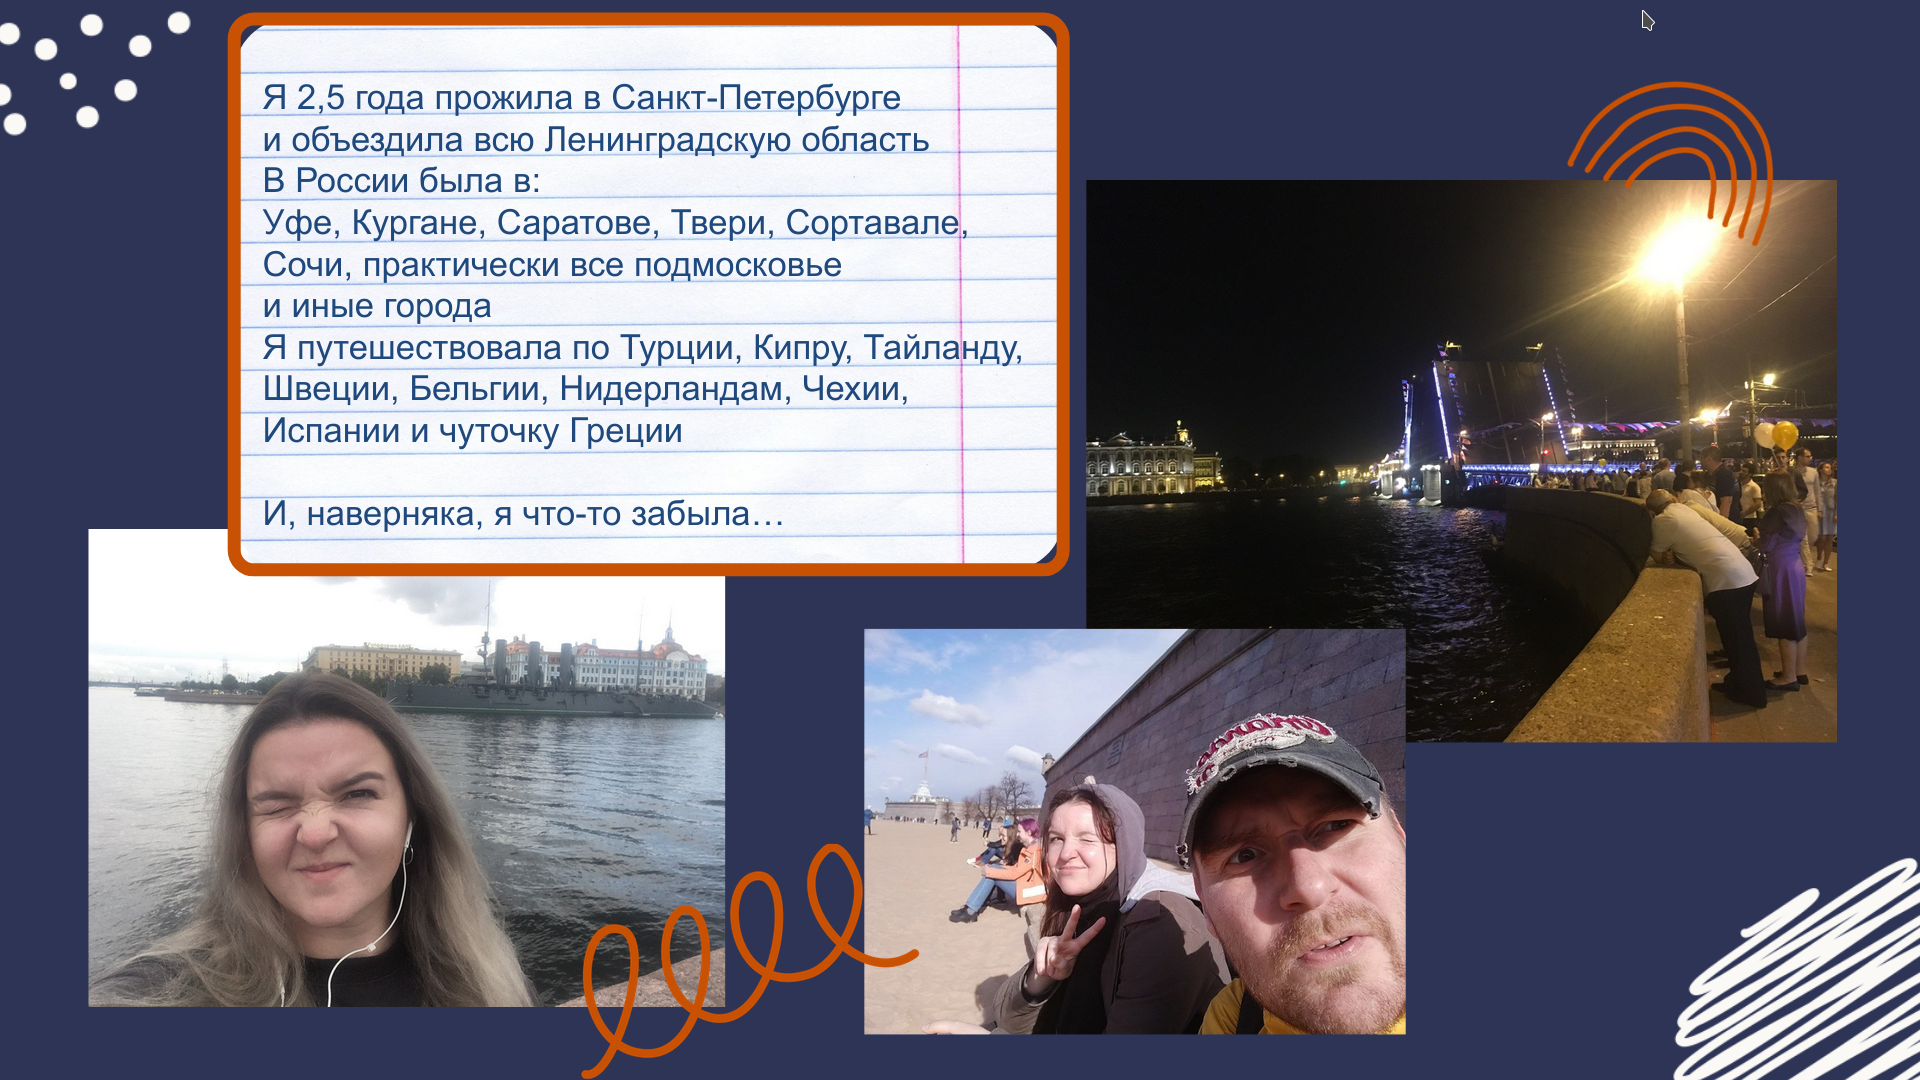 Я 2,5 года прожила в Санкт-Петербурге
и объездила всю Ленинградскую область
В России была в:
Уфе, Кургане, Саратове, Твери, Сортавале,
Сочи, практически все подмосковье
и иные города
Я путешествовала по Турции, Кипру, Тайланду,
Швеции, Бельгии, Нидерландам, Чехии,
Испании и чуточку Греции
И, наверняка, я что-то забыла…